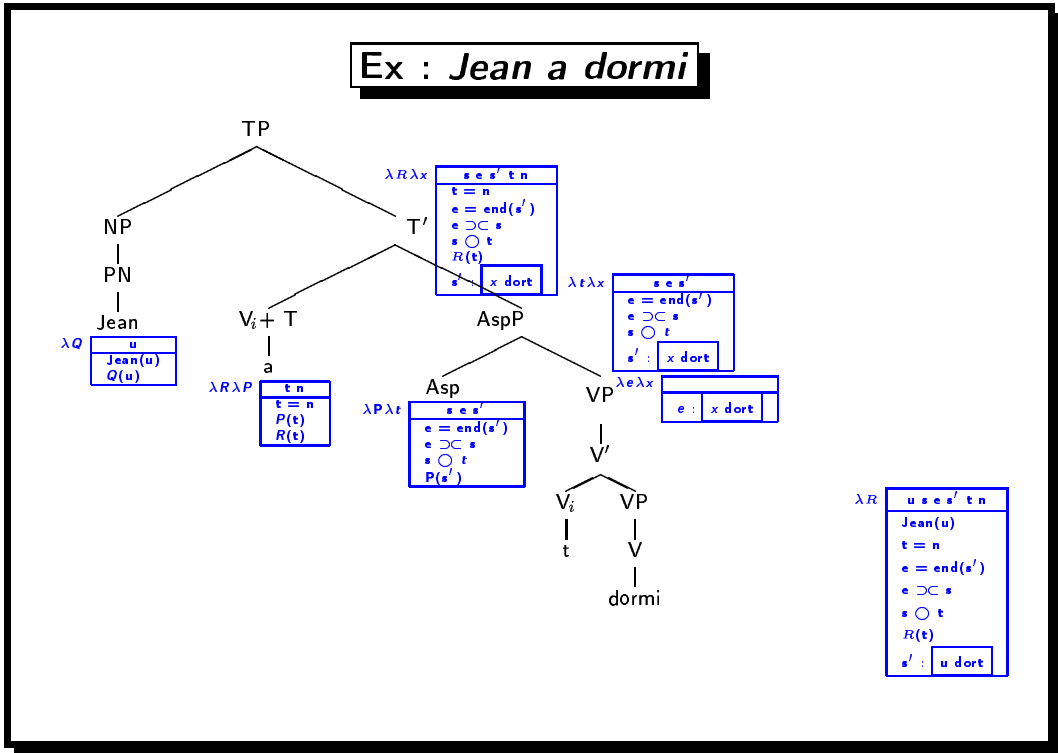 Ex : Jean a dormi
TP
λRλx
s e s′ t n
t = n
e = end(s′)
e ⊃⊂ s
s ◯ t
R(t)
s′ : x dort
NP
T′
PN
λtλx
s e s′
e = end(s′)
e ⊃⊂ s
s ◯ t
s′ : x dort
Jean
λQ
u
Jean(u)
Q(u)
Vᵢ+ T
AspP
a
λRλP
t n
t = n
P(t)
R(t)
Asp
λPλt
s e s′
e = end(s′)
e ⊃⊂ s
s ◯ t
P(s′)
VP
λeλx
e : x dort
V′
Vᵢ VP
t V
dormi
λR
u s e s′ t n
Jean(u)
t = n
e = end(s′)
e ⊃⊂ s
s ◯ t
R(t)
s′ : u dort